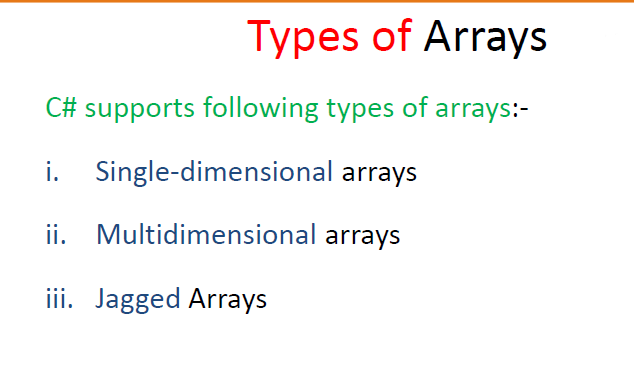 Types of Arrays
C# supports following types of arrays:-
i. Single-dimensional arrays
ii. Multidimensional arrays
iii. Jagged Arrays